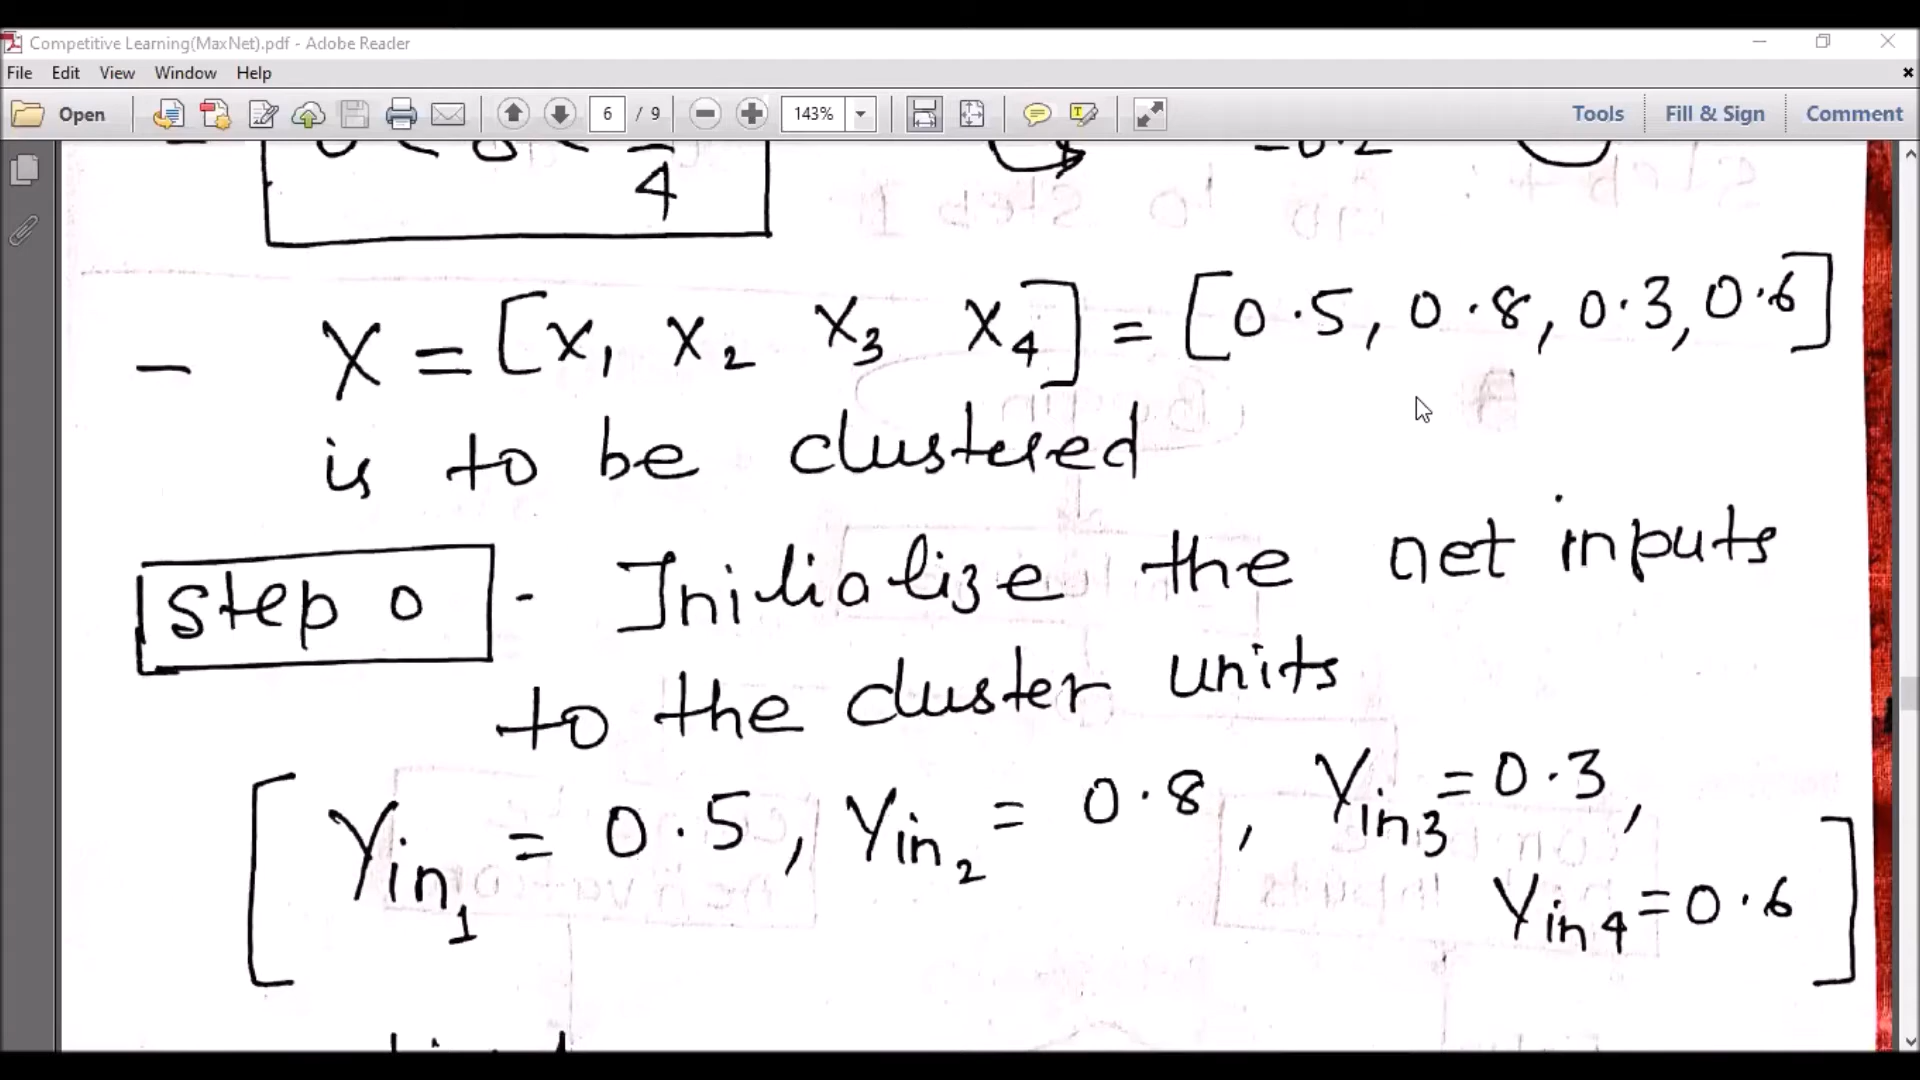 Competitive Learning(MaxNet).pdf - Adobe Reader
File Edit View Window Help
Open 6 / 9 143% Tools Fill & Sign Comment
4 -0.2
- X = [x1 x2 x3 x4] = [0.5, 0.8, 0.3, 0.6]
is to be clustered
Step 0 - Initialize the net inputs
to the cluster units
[Yin1 = 0.5, Yin2 = 0.8, Yin3 = 0.3,
Yin4 = 0.6]